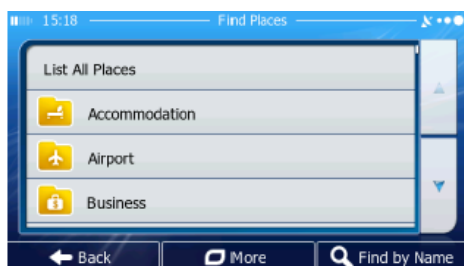 15:18 Find Places
List All Places
Accommodation
Airport
Business
Back More Find by Name